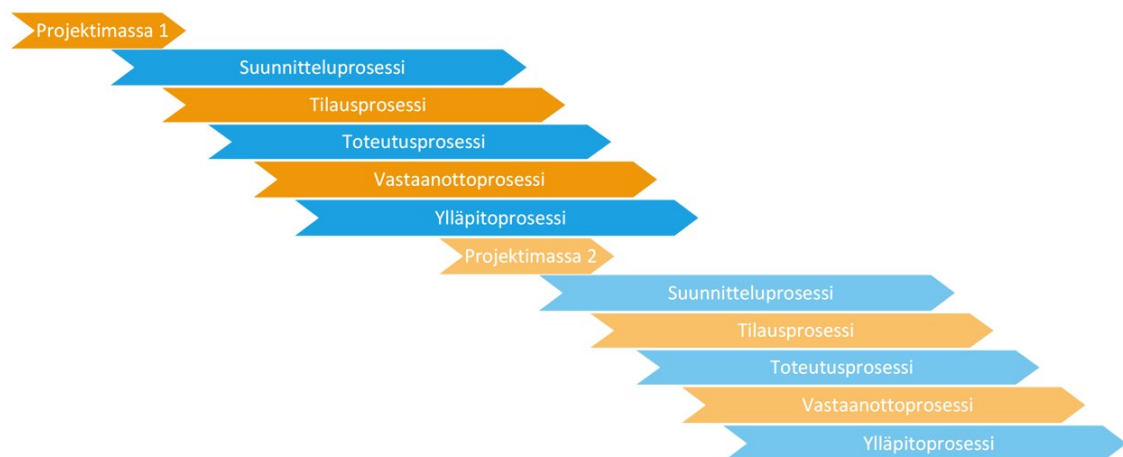 Projektimassa 1
Suunnitteluprosessi
Tilausprosessi
Toteutusprosessi
Vastaanottoprosessi
Ylläpitoprosessi
Projektimassa 2
Suunnitteluprosessi
Tilausprosessi
Toteutusprosessi
Vastaanottoprosessi
Ylläpitoprosessi